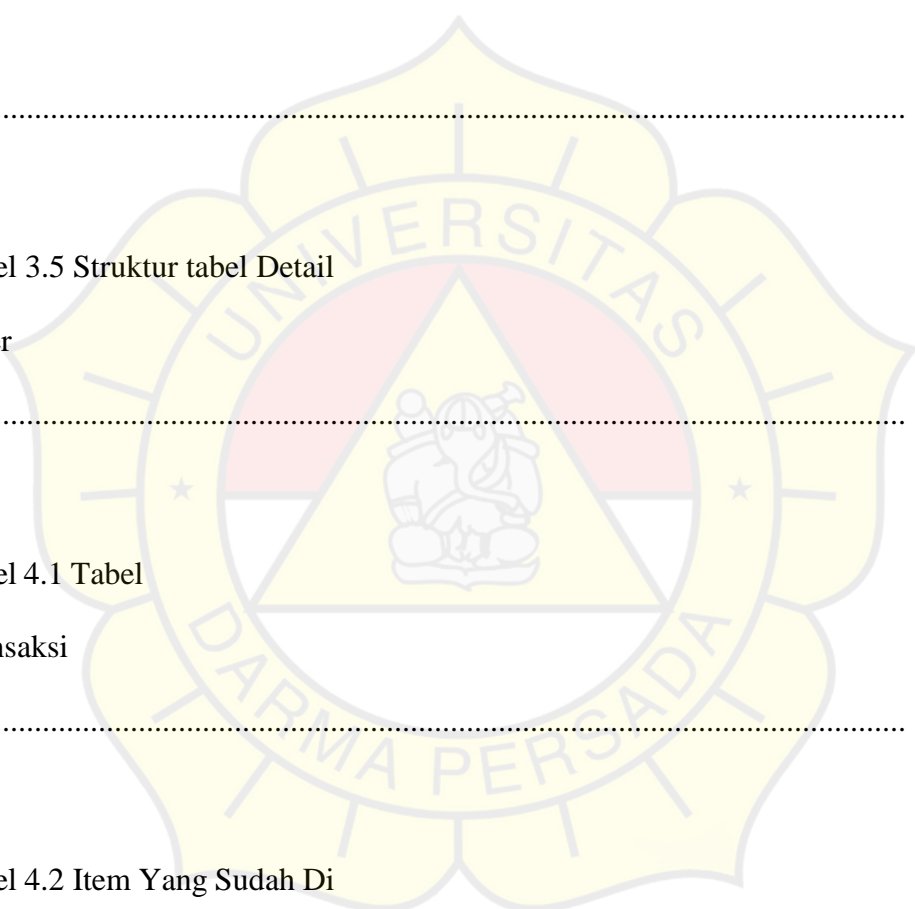 ........................................................................................................................
el 3.5 Struktur tabel Detail
er
........................................................................................................................
el 4.1 Tabel
nsaksi
........................................................................................................................
el 4.2 Item Yang Sudah Di
UNIVERSITAS
DARMA PERSADA